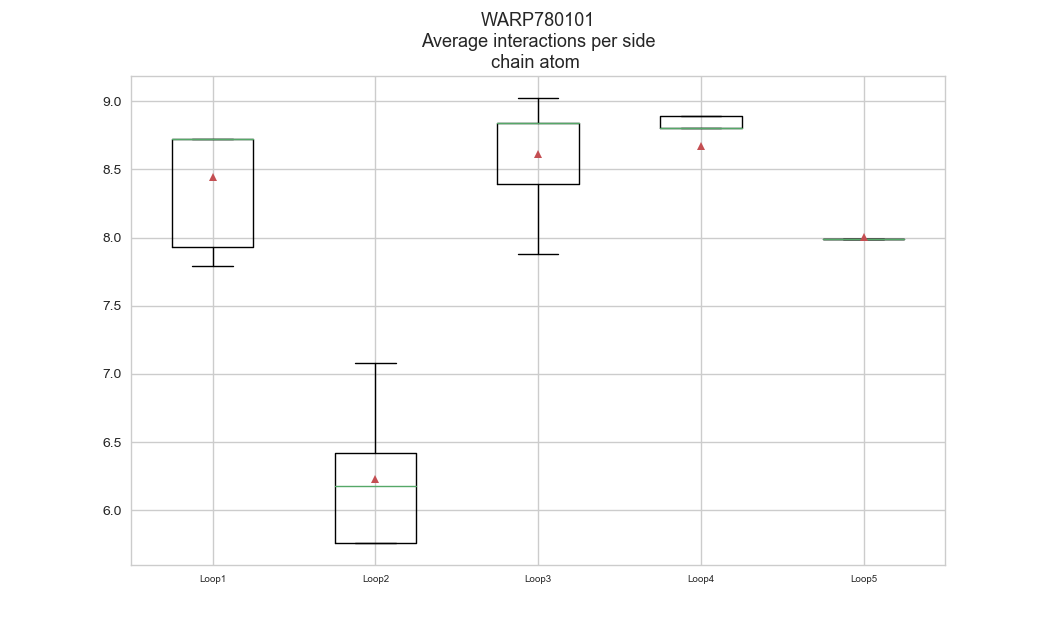 WARP780101
Average interactions per side
chain atom
9.0
8.5
8.0
7.5
7.0
6.5
6.0
Loop1
Loop2
Loop3
Loop4
Loop5